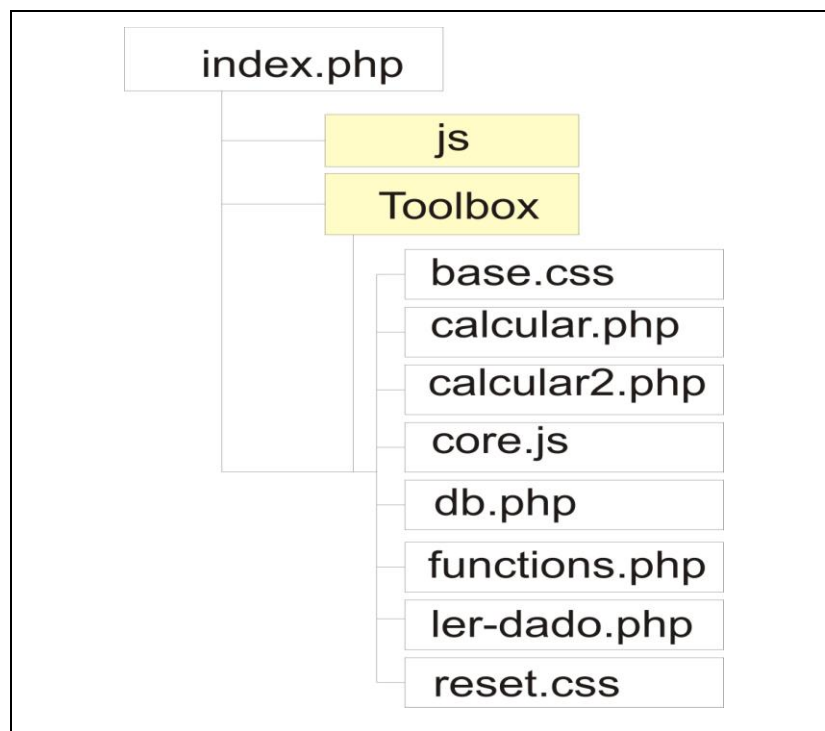 index.php
js
Toolbox
base.css
calcular.php
calcular2.php
core.js
db.php
functions.php
ler-dado.php
reset.css